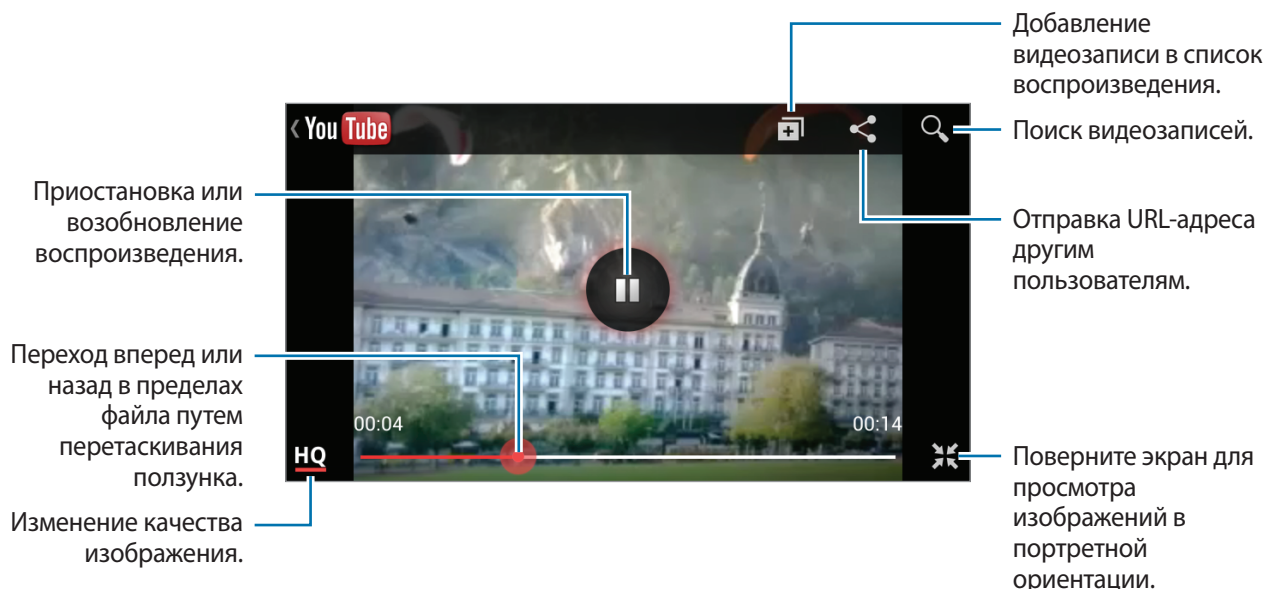 Добавление
видеозаписи в список
воспроизведения.
You Tube
Поиск видеозаписей.
Приостановка или
возобновление
воспроизведения.
Отправка URL-адреса
другим
пользователям.
Переход вперед или
назад в пределах
файла путем
перетаскивания
ползунка.
00:04
00:14
HQ
Изменение качества
изображения.
Поверните экран для
просмотра
изображений в
портретной
ориентации.